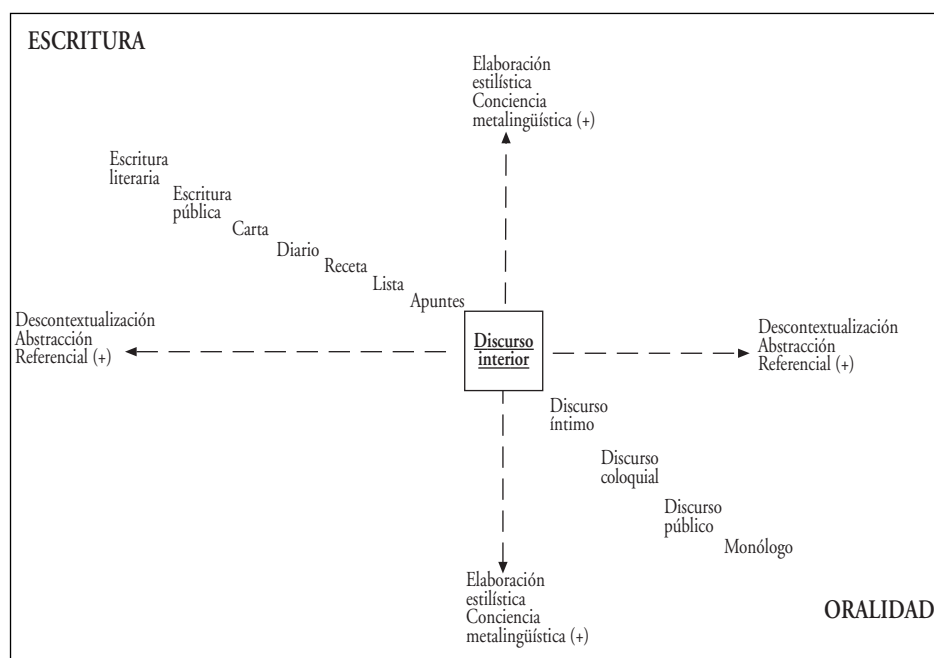 ESCRITURA
Elaboración
estilística
Conciencia
metalingüística (+)
Escritura
literaria
Escritura
pública
Carta
Diario
Receta
Lista
Apuntes
Descontextualización
Abstracción
Referencial (+)
Discurso
interior
Descontextualización
Abstracción
Referencial (+)
Discurso
íntimo
Discurso
coloquial
Discurso
público
Monólogo
Elaboración
estilística
Conciencia
metalingüística (+)
ORALIDAD